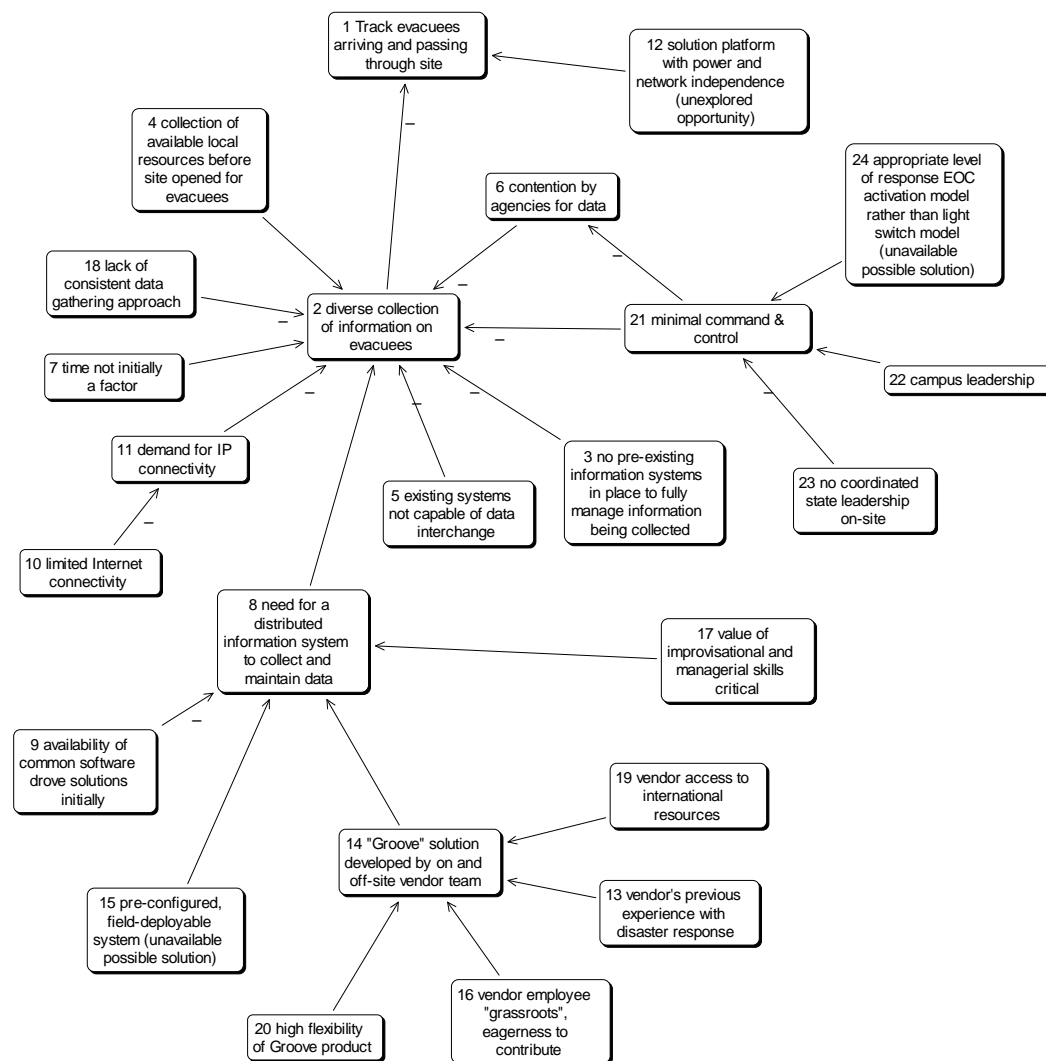 1 Track evacuees
arriving and passing
through site
12 solution platform
with power and
network independence
(unexplored
opportunity)
4 collection of
available local
resources before
site opened for
evacuees
6 contention by
agencies for data
24 appropriate level
of response EOC
activation model
rather than light
switch model
(unavailable
possible solution)
18 lack of
consistent data
gathering approach
2 diverse collection
of information on
evacuees
21 minimal command &
control
7 time not initially
a factor
22 campus leadership
11 demand for IP
connectivity
3 no pre-existing
information systems
in place to fully
manage information
being collected
5 existing systems
not capable of data
interchange
23 no coordinated
state leadership
on-site
10 limited Internet
connectivity
8 need for a
distributed
information system
to collect and
maintain data
17 value of
improvisational and
managerial skills
critical
9 availability of
common software
drove solutions
initially
19 vendor access to
international
resources
14 "Groove" solution
developed by on and
off-site vendor team
15 pre-configured,
field-deployable
system (unavailable
possible solution)
13 vendor's previous
experience with
disaster response
16 vendor employee
"grassroots",
eagerness to
contribute
20 high flexibility
of Groove product